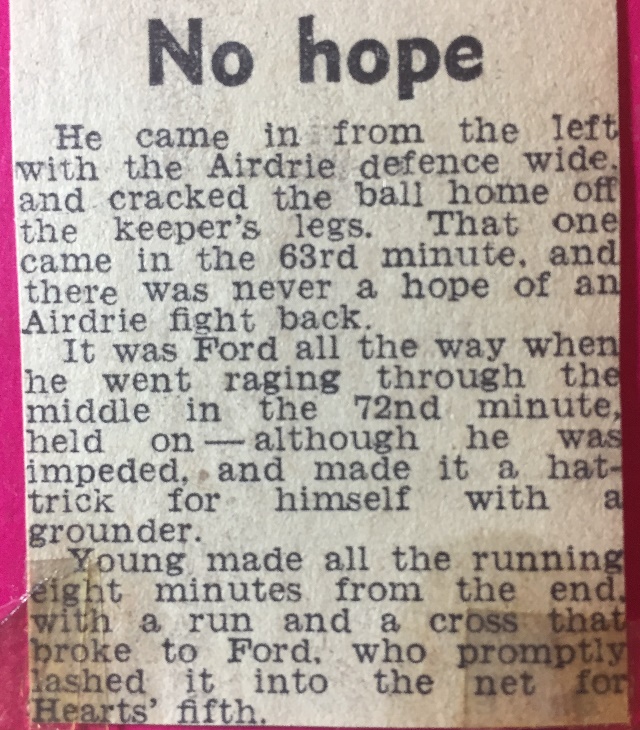 No hope
He came in from the left
with the Airdrie defence wide,
and cracked the ball home off
the keeper's legs. That one
came in the 63rd minute, and
there was never a hope of an
Airdrie fight back.
It was Ford all the way when
he went raging through the
middle in the 72nd minute,
held on — although he was
impeded, and made it a hat-
trick for himself with a
grounder.
Young made all the running
eight minutes from the end,
with a run and a cross that
broke to Ford, who promptly
lashed it into the net for
Hearts' fifth.